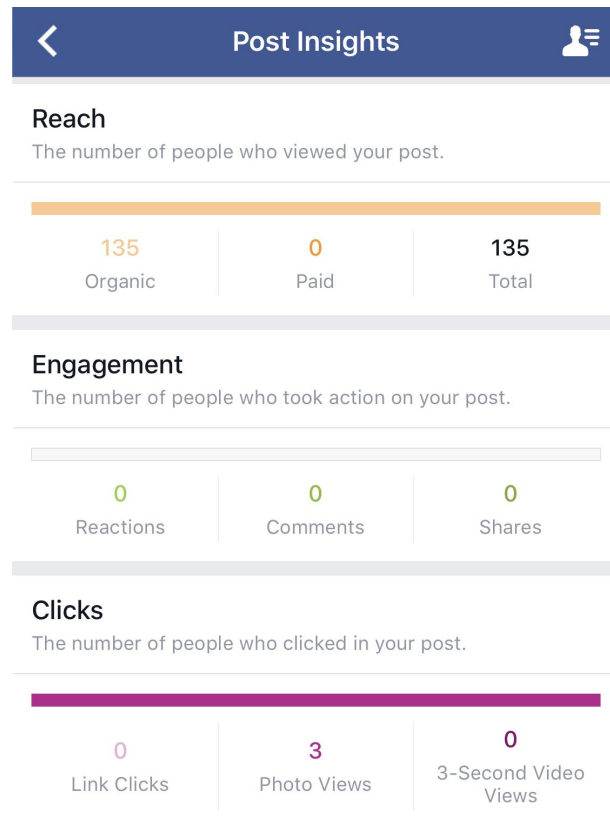 Post Insights
Reach
The number of people who viewed your post.
135 0 135
Organic Paid Total
Engagement
The number of people who took action on your post.
0 0 0
Reactions Comments Shares
Clicks
The number of people who clicked in your post.
0 3 0
Link Clicks Photo Views 3-Second Video
Views